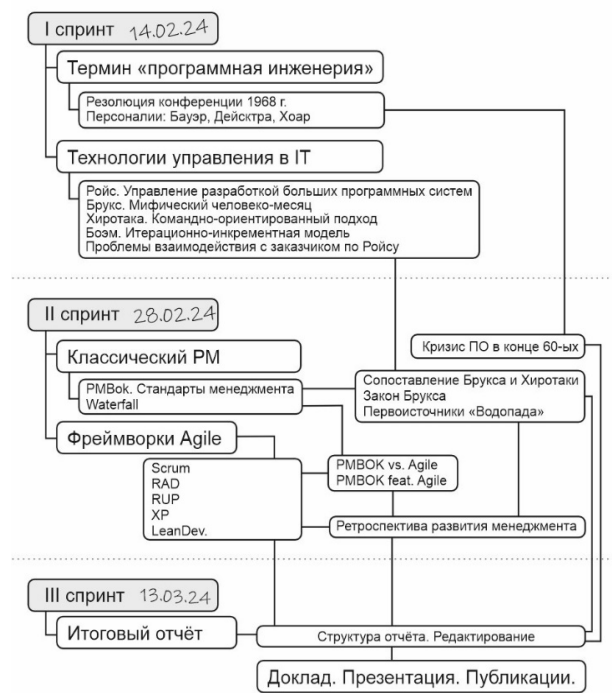 I спринт 14.02.24
Термин «программная инженерия»
Резолюция конференции 1968 г.
Персоналии: Бауэр, Дейсктра, Хоар
Технологии управления в IT
Ройс. Управление разработкой больших программных систем
Брукс. Мифический человеко-месяц
Хиротака. Командно-ориентированный подход
Боэм. Итерационно-инкрементная модель
Проблемы взаимодействия с заказчиком по Ройсу
II спринт 28.02.24
Кризис ПО в конце 60-ых
Классический PM
PMBok. Стандарты менеджмента
Waterfall
Сопоставление Брукса и Хиротаки
Закон Брукса
Первоисточники «Водопада»
Фреймворки Agile
Scrum
RAD
RUP
XP
LeanDev.
PMBOK vs. Agile
PMBOK feat. Agile
Ретроспектива развития менеджмента
III спринт 13.03.24
Итоговый отчёт
Структура отчёта. Редактирование
Доклад. Презентация. Публикации.